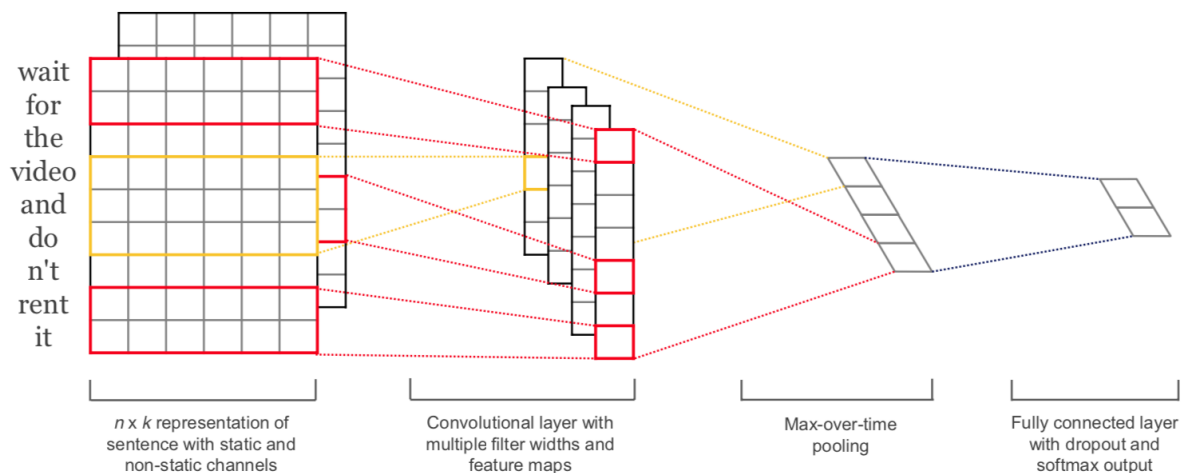 wait
for
the
video
and
do
n't
rent
it
n x k representation of
sentence with static and
non-static channels
Convolutional layer with
multiple filter widths and
feature maps
Max-over-time
pooling
Fully connected layer
with dropout and
softmax output